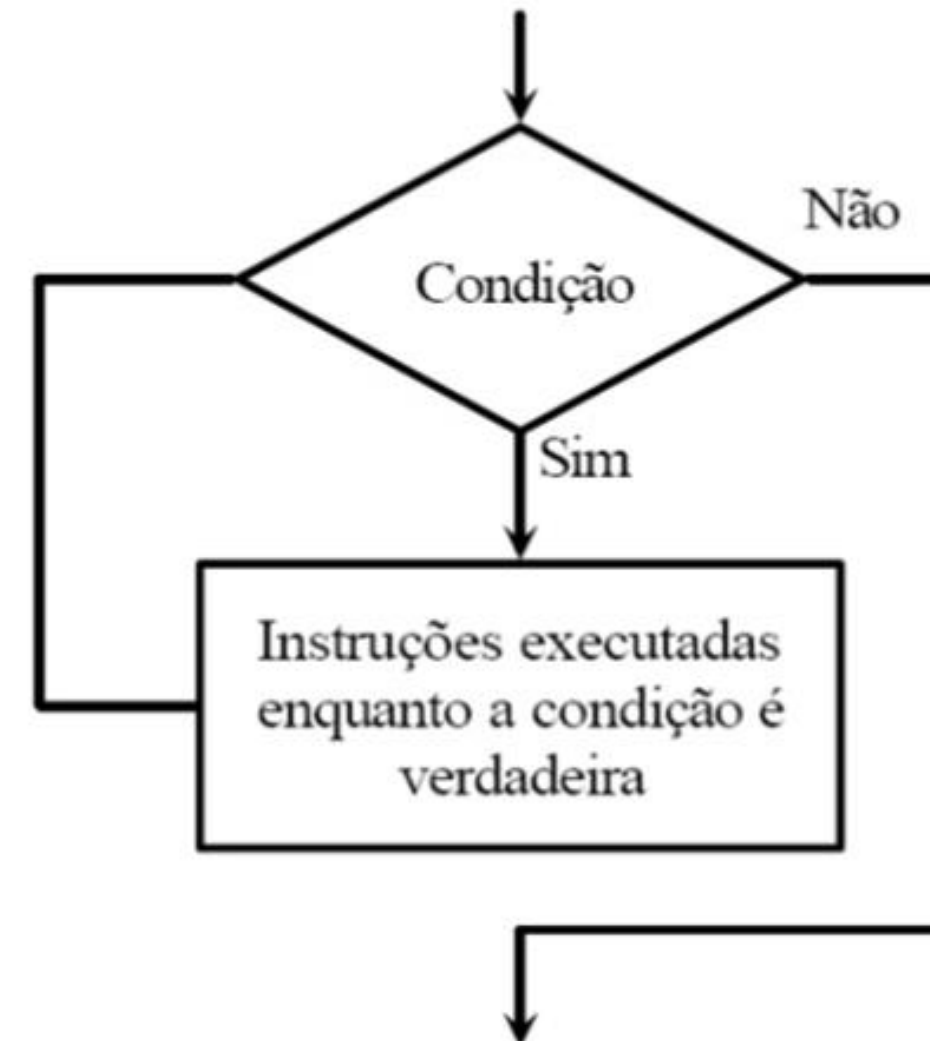 Não
Condição
Sim
Instruções executadas
enquanto a condição é
verdadeira